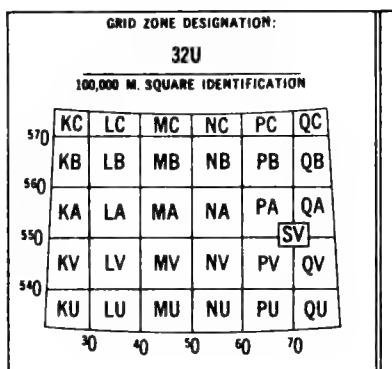 GRID ZONE DESIGNATION:
32U
100,000 M. SQUARE IDENTIFICATION
KC LC MC NC PC QC
570
KB LB MB NB PB QB
560
KA LA MA NA PA QA
550 SV
KV LV MV NV PV QV
540
KU LU MU NU PU QU
30 40 50 60 70